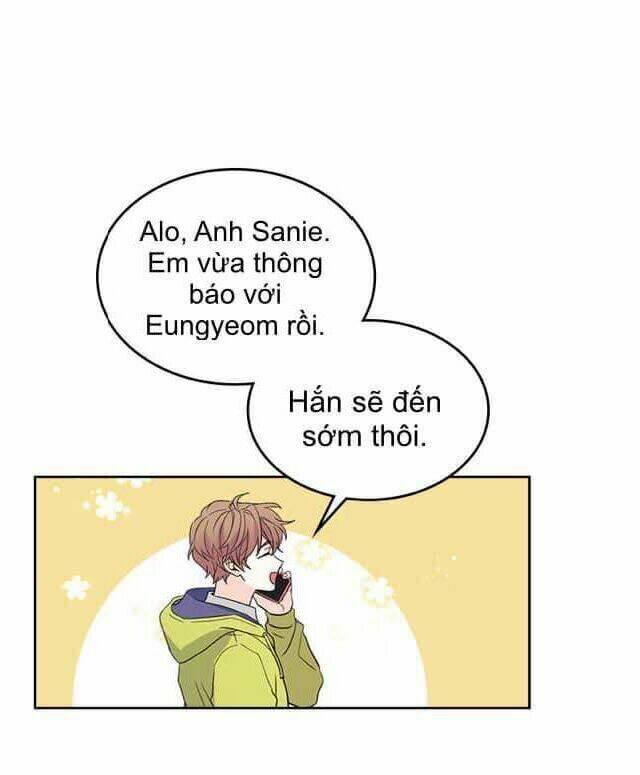 Alo, Anh Sanie.
Em vừa thông
báo với
Eungyeom rồi.
Hắn sẽ đến
sớm thôi.